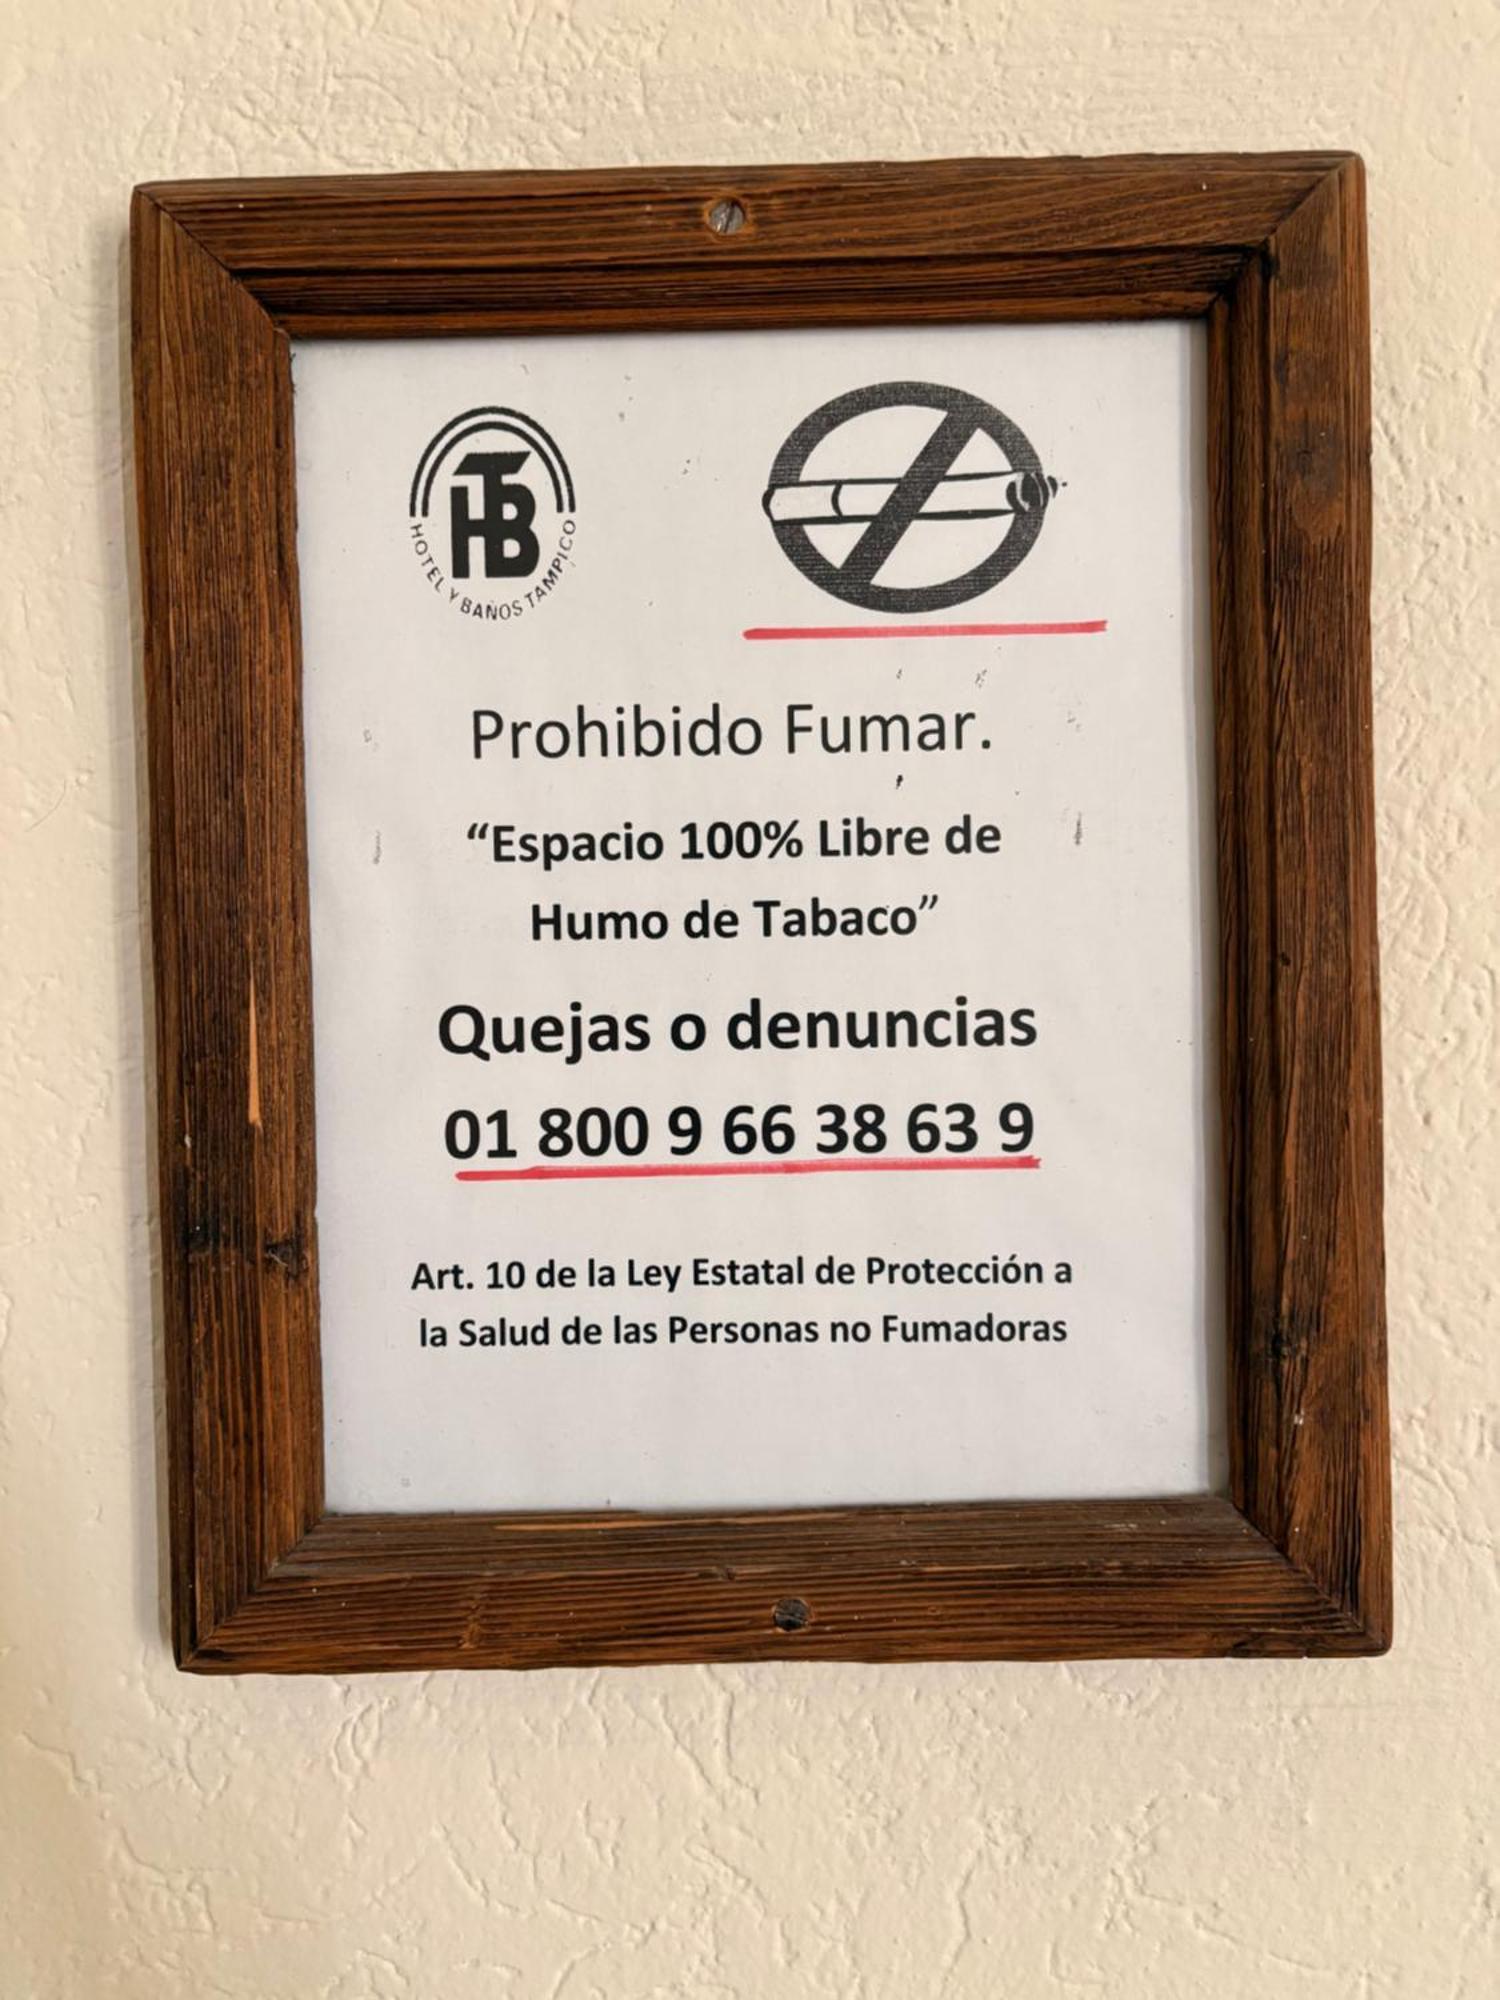 HTB
HOTEL Y BAÑOS TAMPICO
Prohibido Fumar.
“Espacio 100% Libre de
Humo de Tabaco”
Quejas o denuncias
01 800 9 66 38 63 9
Art. 10 de la Ley Estatal de Protección a
la Salud de las Personas no Fumadoras